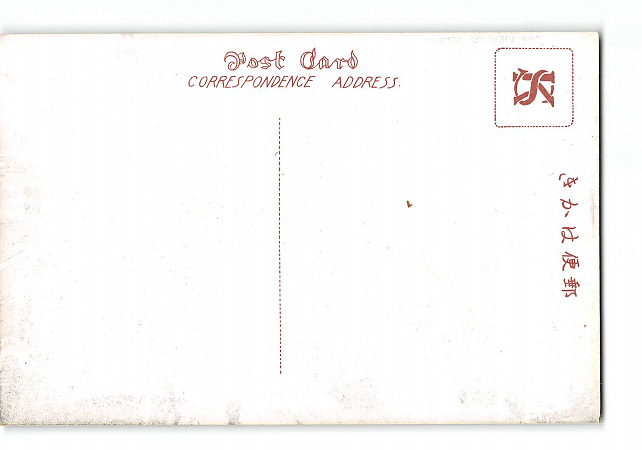 Post Card
CORRESPONDENCE ADDRESS.
きかは便郵